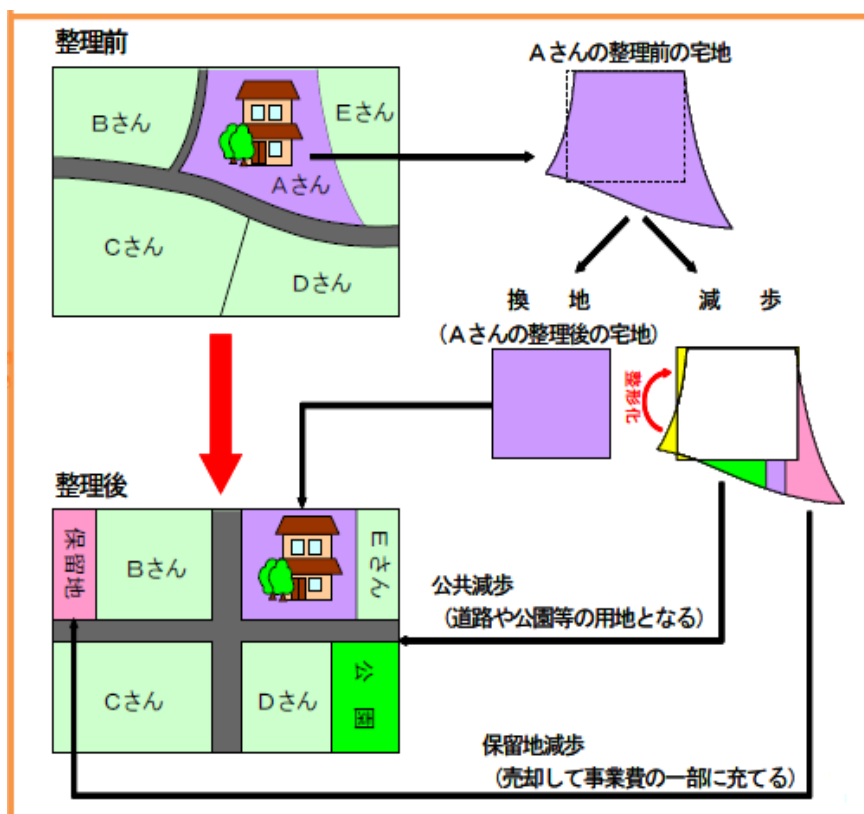 整理前
Aさんの整理前の宅地
Bさん
Eさん
Aさん
Cさん
Dさん
換地
減歩
(Aさんの整理後の宅地)
整形化
整理後
保留地
Bさん
Eさん
公共減歩
(道路や公園等の用地となる)
Cさん
Dさん
公園
保留地減歩
(売却して事業費の一部に充てる)